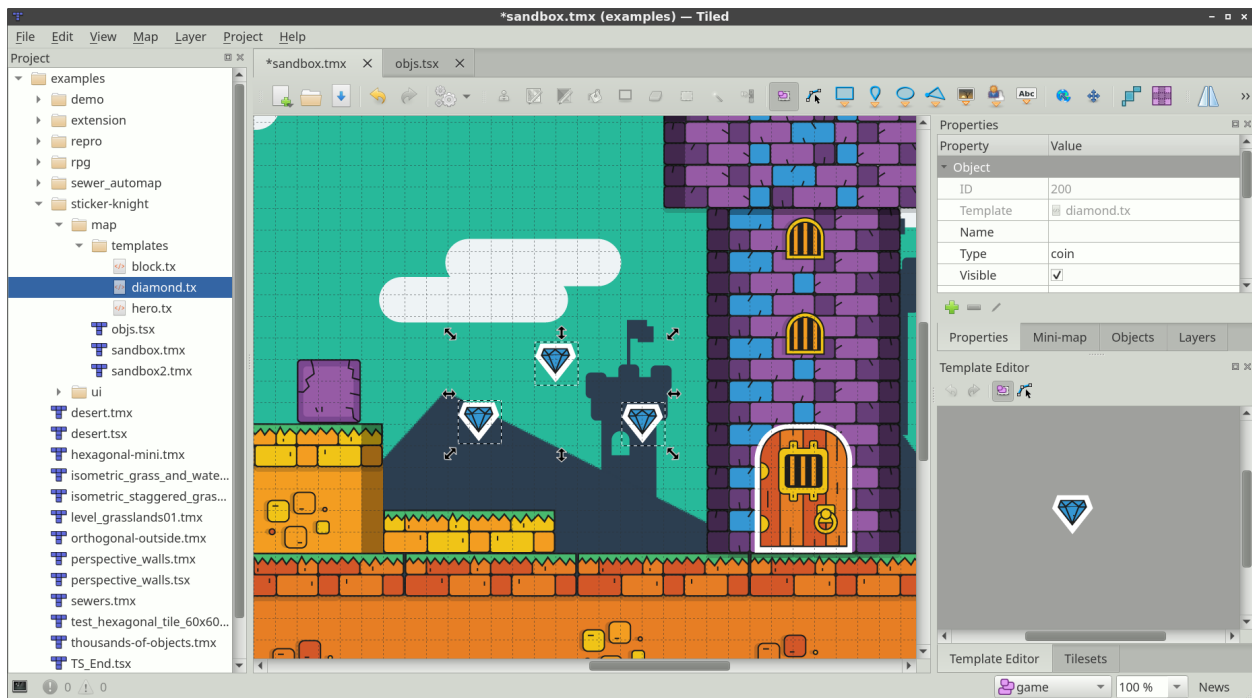 *sandbox.tmx (examples) — Tiled
File Edit View Map Layer Project Help
Project
examples
demo
extension
repro
rpg
sewer_automap
sticker-knight
map
templates
block.tx
diamond.tx
hero.tx
objs.tsx
sandbox.tmx
sandbox2.tmx
ui
desert.tmx
desert.tsx
hexagonal-mini.tmx
isometric_grass_and_wate...
isometric_staggered_gras...
level_grasslands01.tmx
orthogonal-outside.tmx
perspective_walls.tmx
perspective_walls.tsx
sewers.tmx
test_hexagonal_tile_60x60...
thousands-of-objects.tmx
TS_End.tsx
*sandbox.tmx objs.tsx
Abc
»
Properties
Property Value
Object
ID 200
Template diamond.tx
Name
Type coin
Visible
Properties Mini-map Objects Layers
Template Editor
Template Editor Tilesets
0 0
game 100 % News